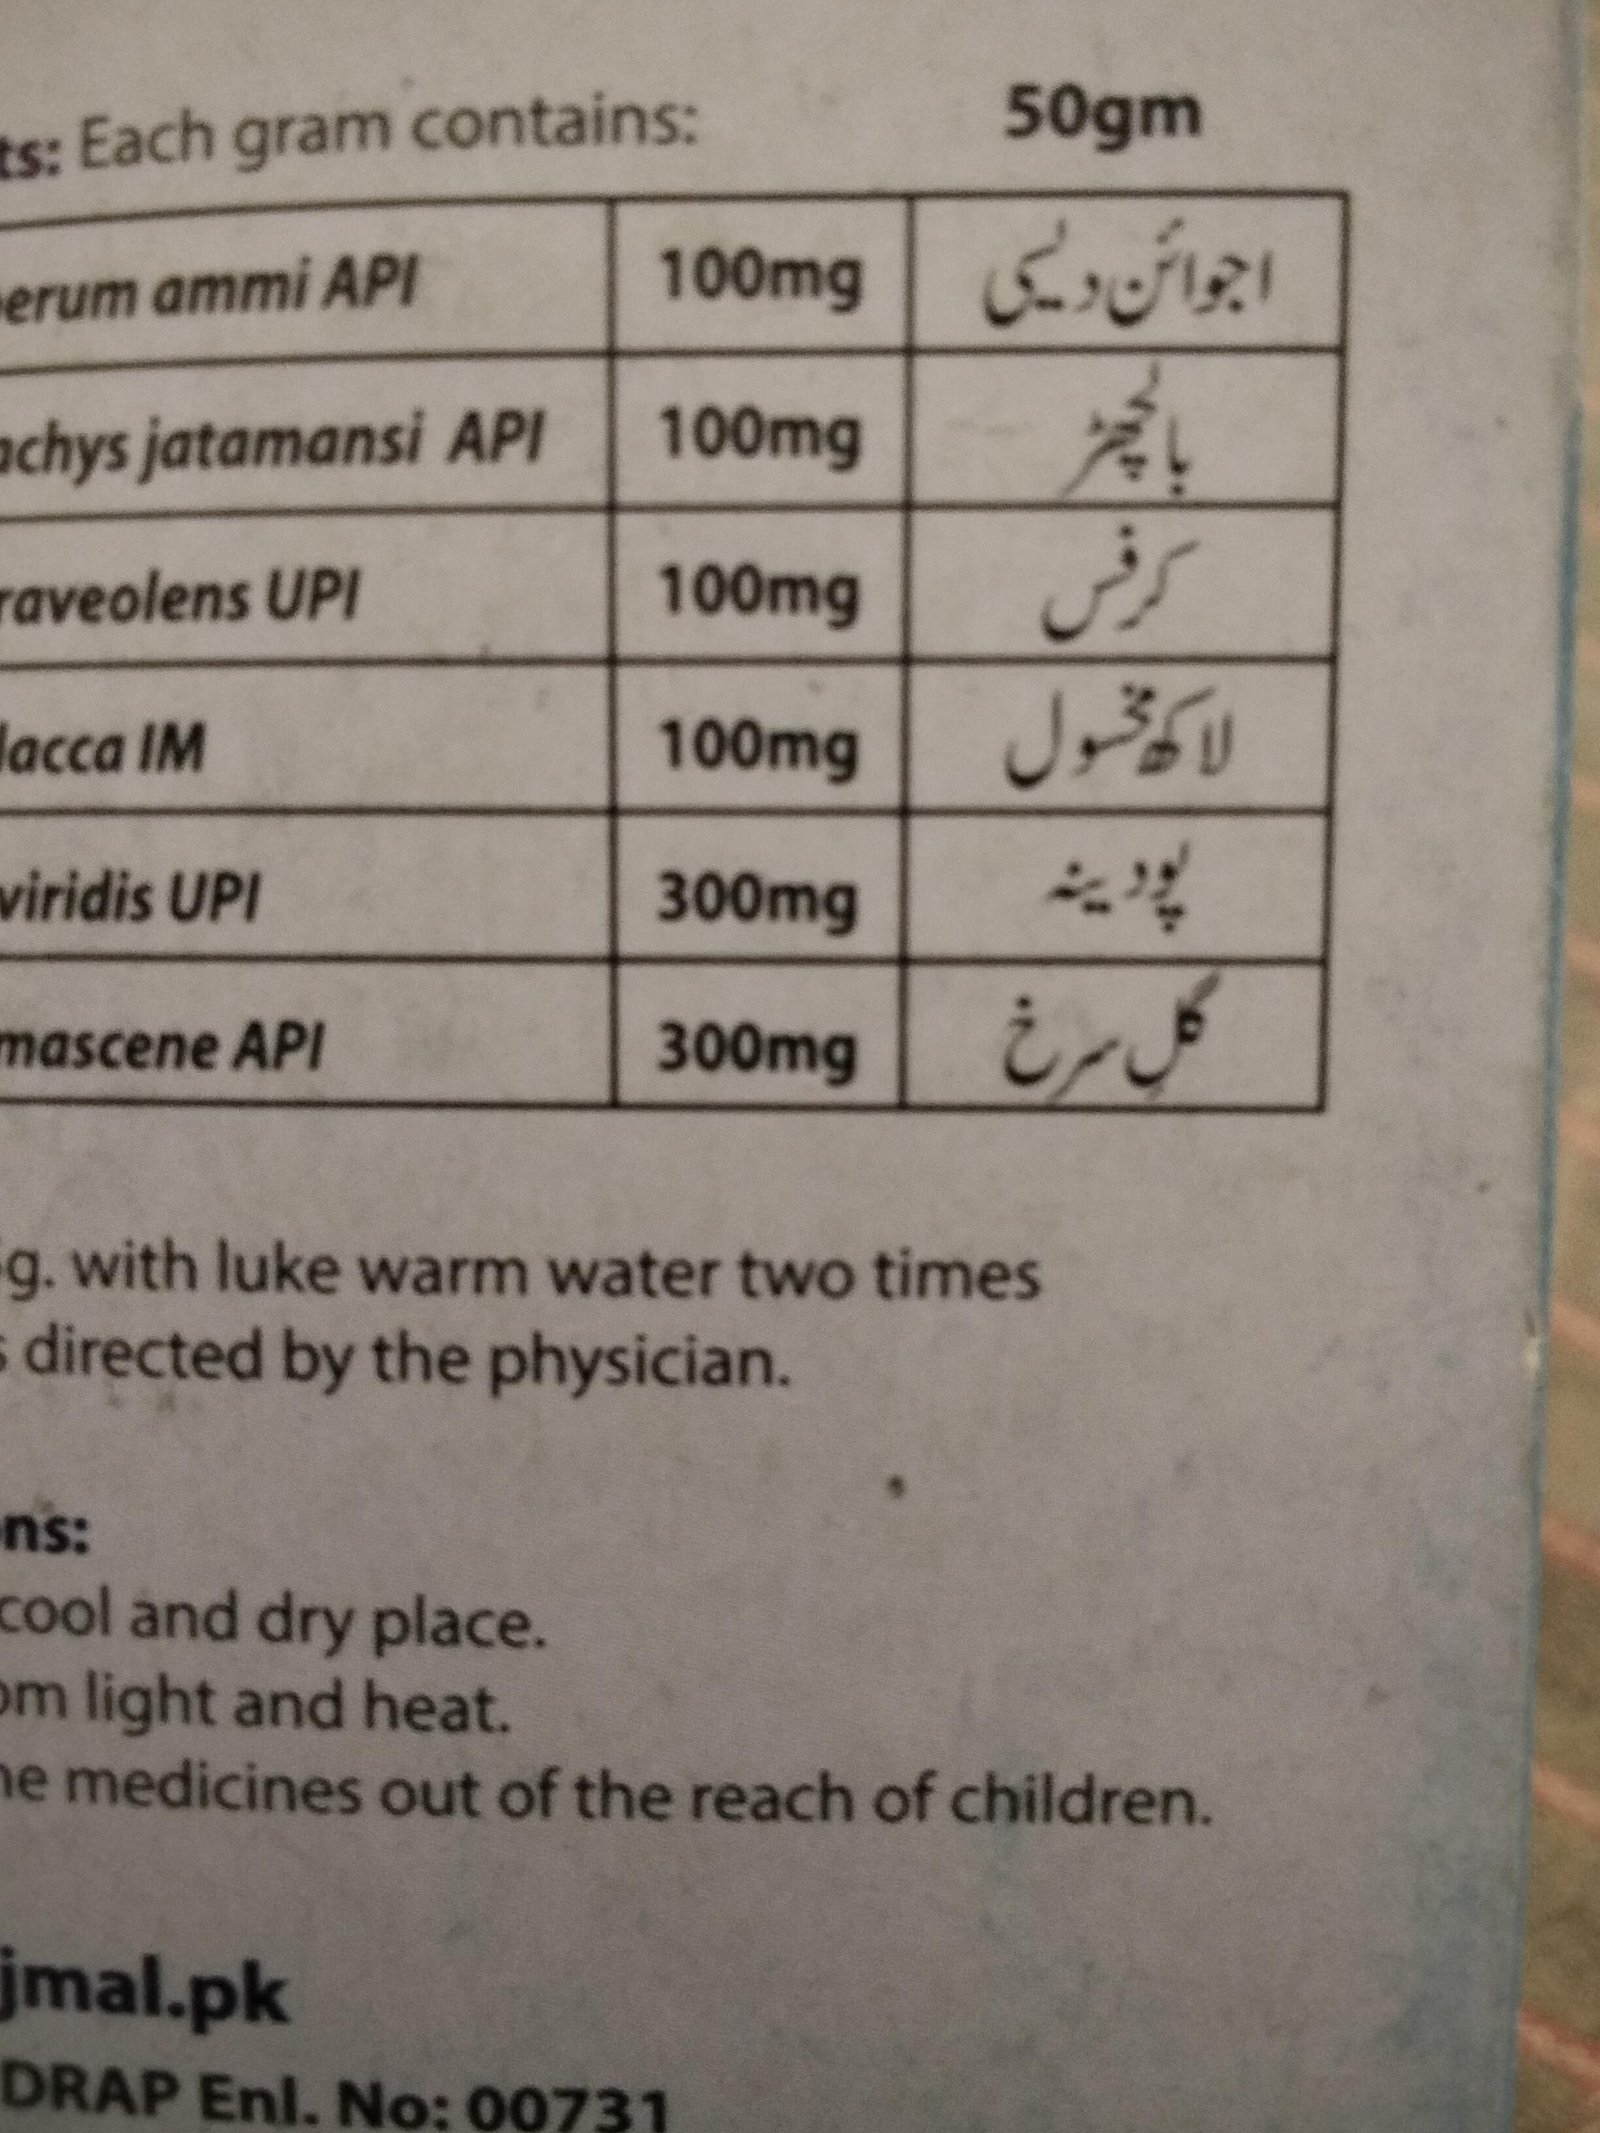 ts: Each gram contains: 50gm
erum ammi API 100mg اجوائن دیسی
achys jatamansi API 100mg بالچھڑ
raveolens UPI 100mg کرفس
lacca IM 100mg لاکھ مغسول
viridis UPI 300mg پودینہ
mascene API 300mg گل سرخ
g. with luke warm water two times
s directed by the physician.
ons:
cool and dry place.
om light and heat.
he medicines out of the reach of children.
jmal.pk
DRAP Enl. No: 00731